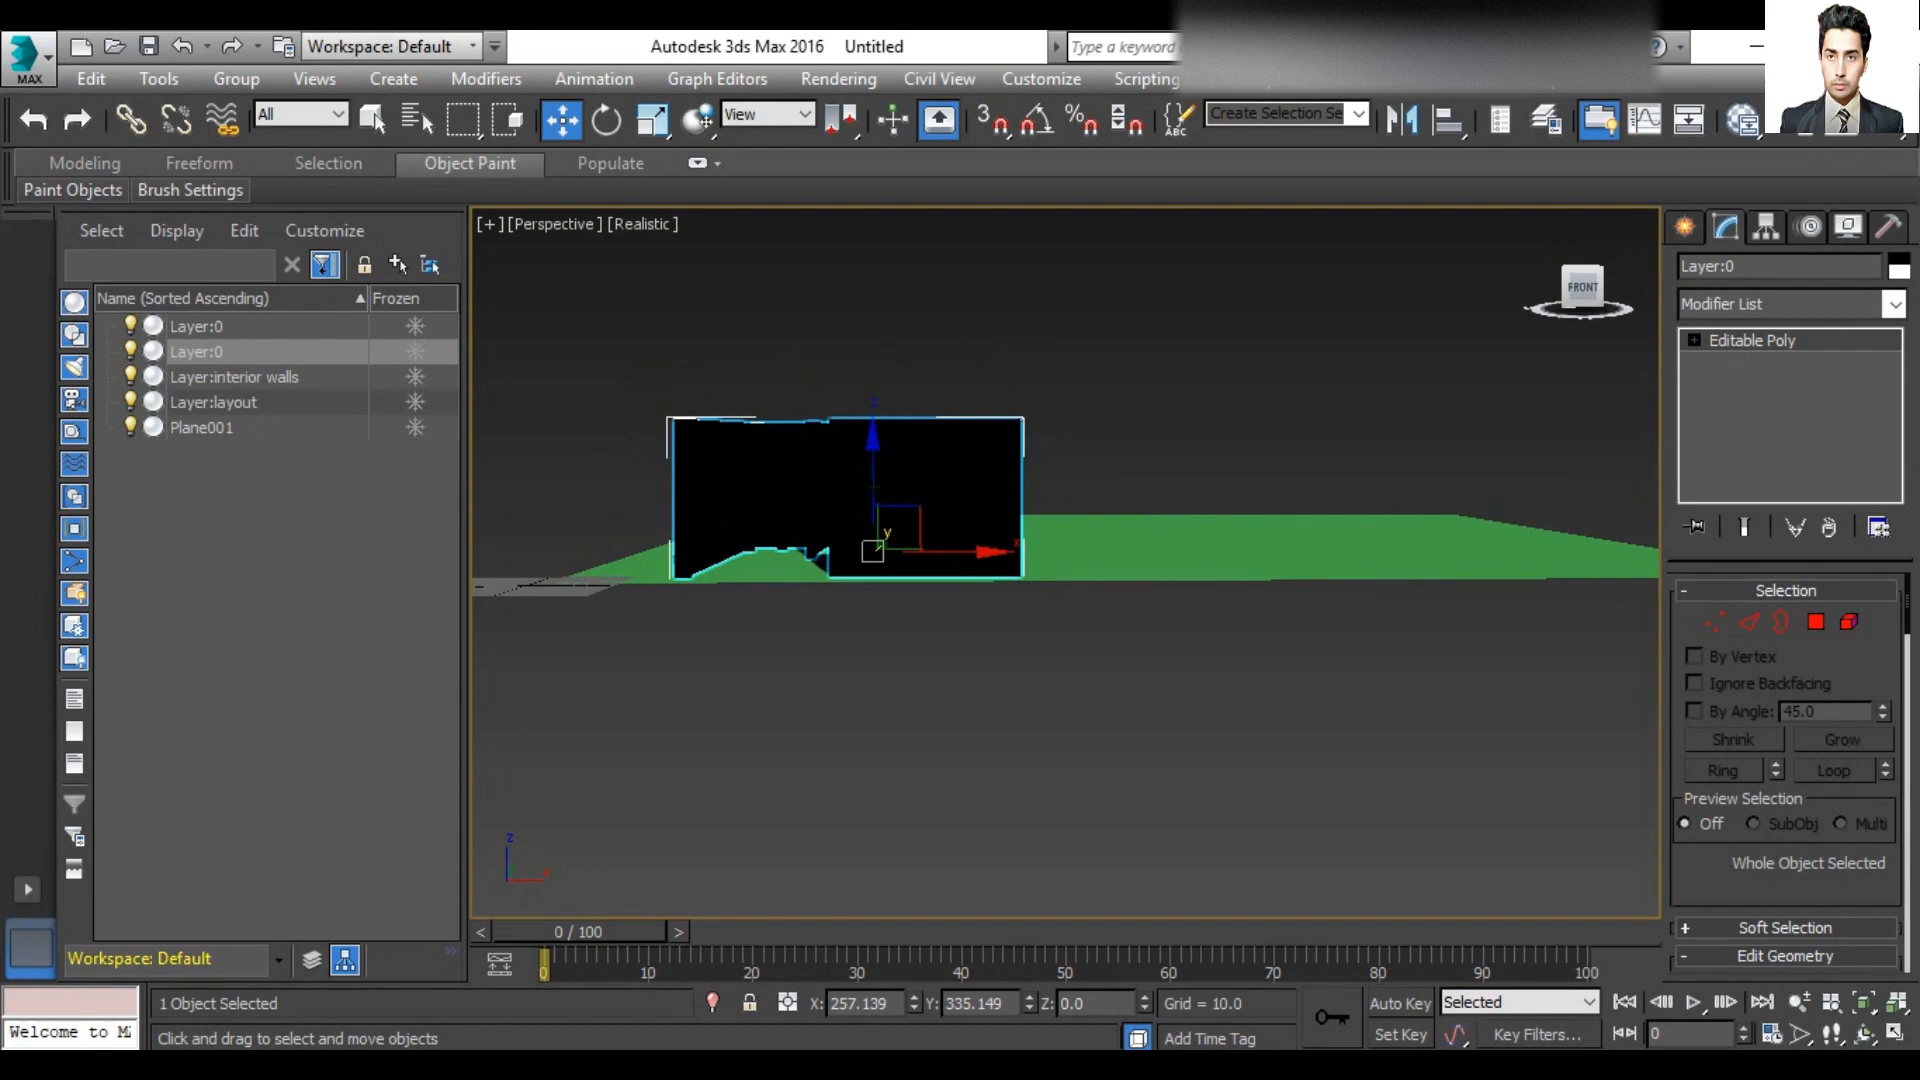 Workspace: Default
Autodesk 3ds Max 2016 Untitled
Type a keyword
MAX
Edit Tools Group Views Create Modifiers Animation Graph Editors Rendering Civil View Customize Scripting
All
View
3
%
ABC
Create Selection Se
Modeling Freeform Selection Object Paint Populate
Paint Objects Brush Settings
Select Display Edit Customize
[+] [Perspective] [Realistic]
FRONT
Layer:0
Modifier List
Name (Sorted Ascending) Frozen
Layer:0
Layer:0
Layer:interior walls
Layer:layout
Plane001
Editable Poly
z
y
x
Selection
By Vertex
Ignore Backfacing
By Angle: 45.0
Shrink Grow
Ring Loop
Preview Selection
Off SubObj Multi
Whole Object Selected
z
Soft Selection
Edit Geometry
< 0 / 100 >
Workspace: Default
0 10 20 30 40 50 60 70 80 90 100
1 Object Selected X: 257.139 Y: 335.149 Z: 0.0 Grid = 10.0 Auto Key Selected
Welcome to M
Click and drag to select and move objects Add Time Tag Set Key Key Filters... 0